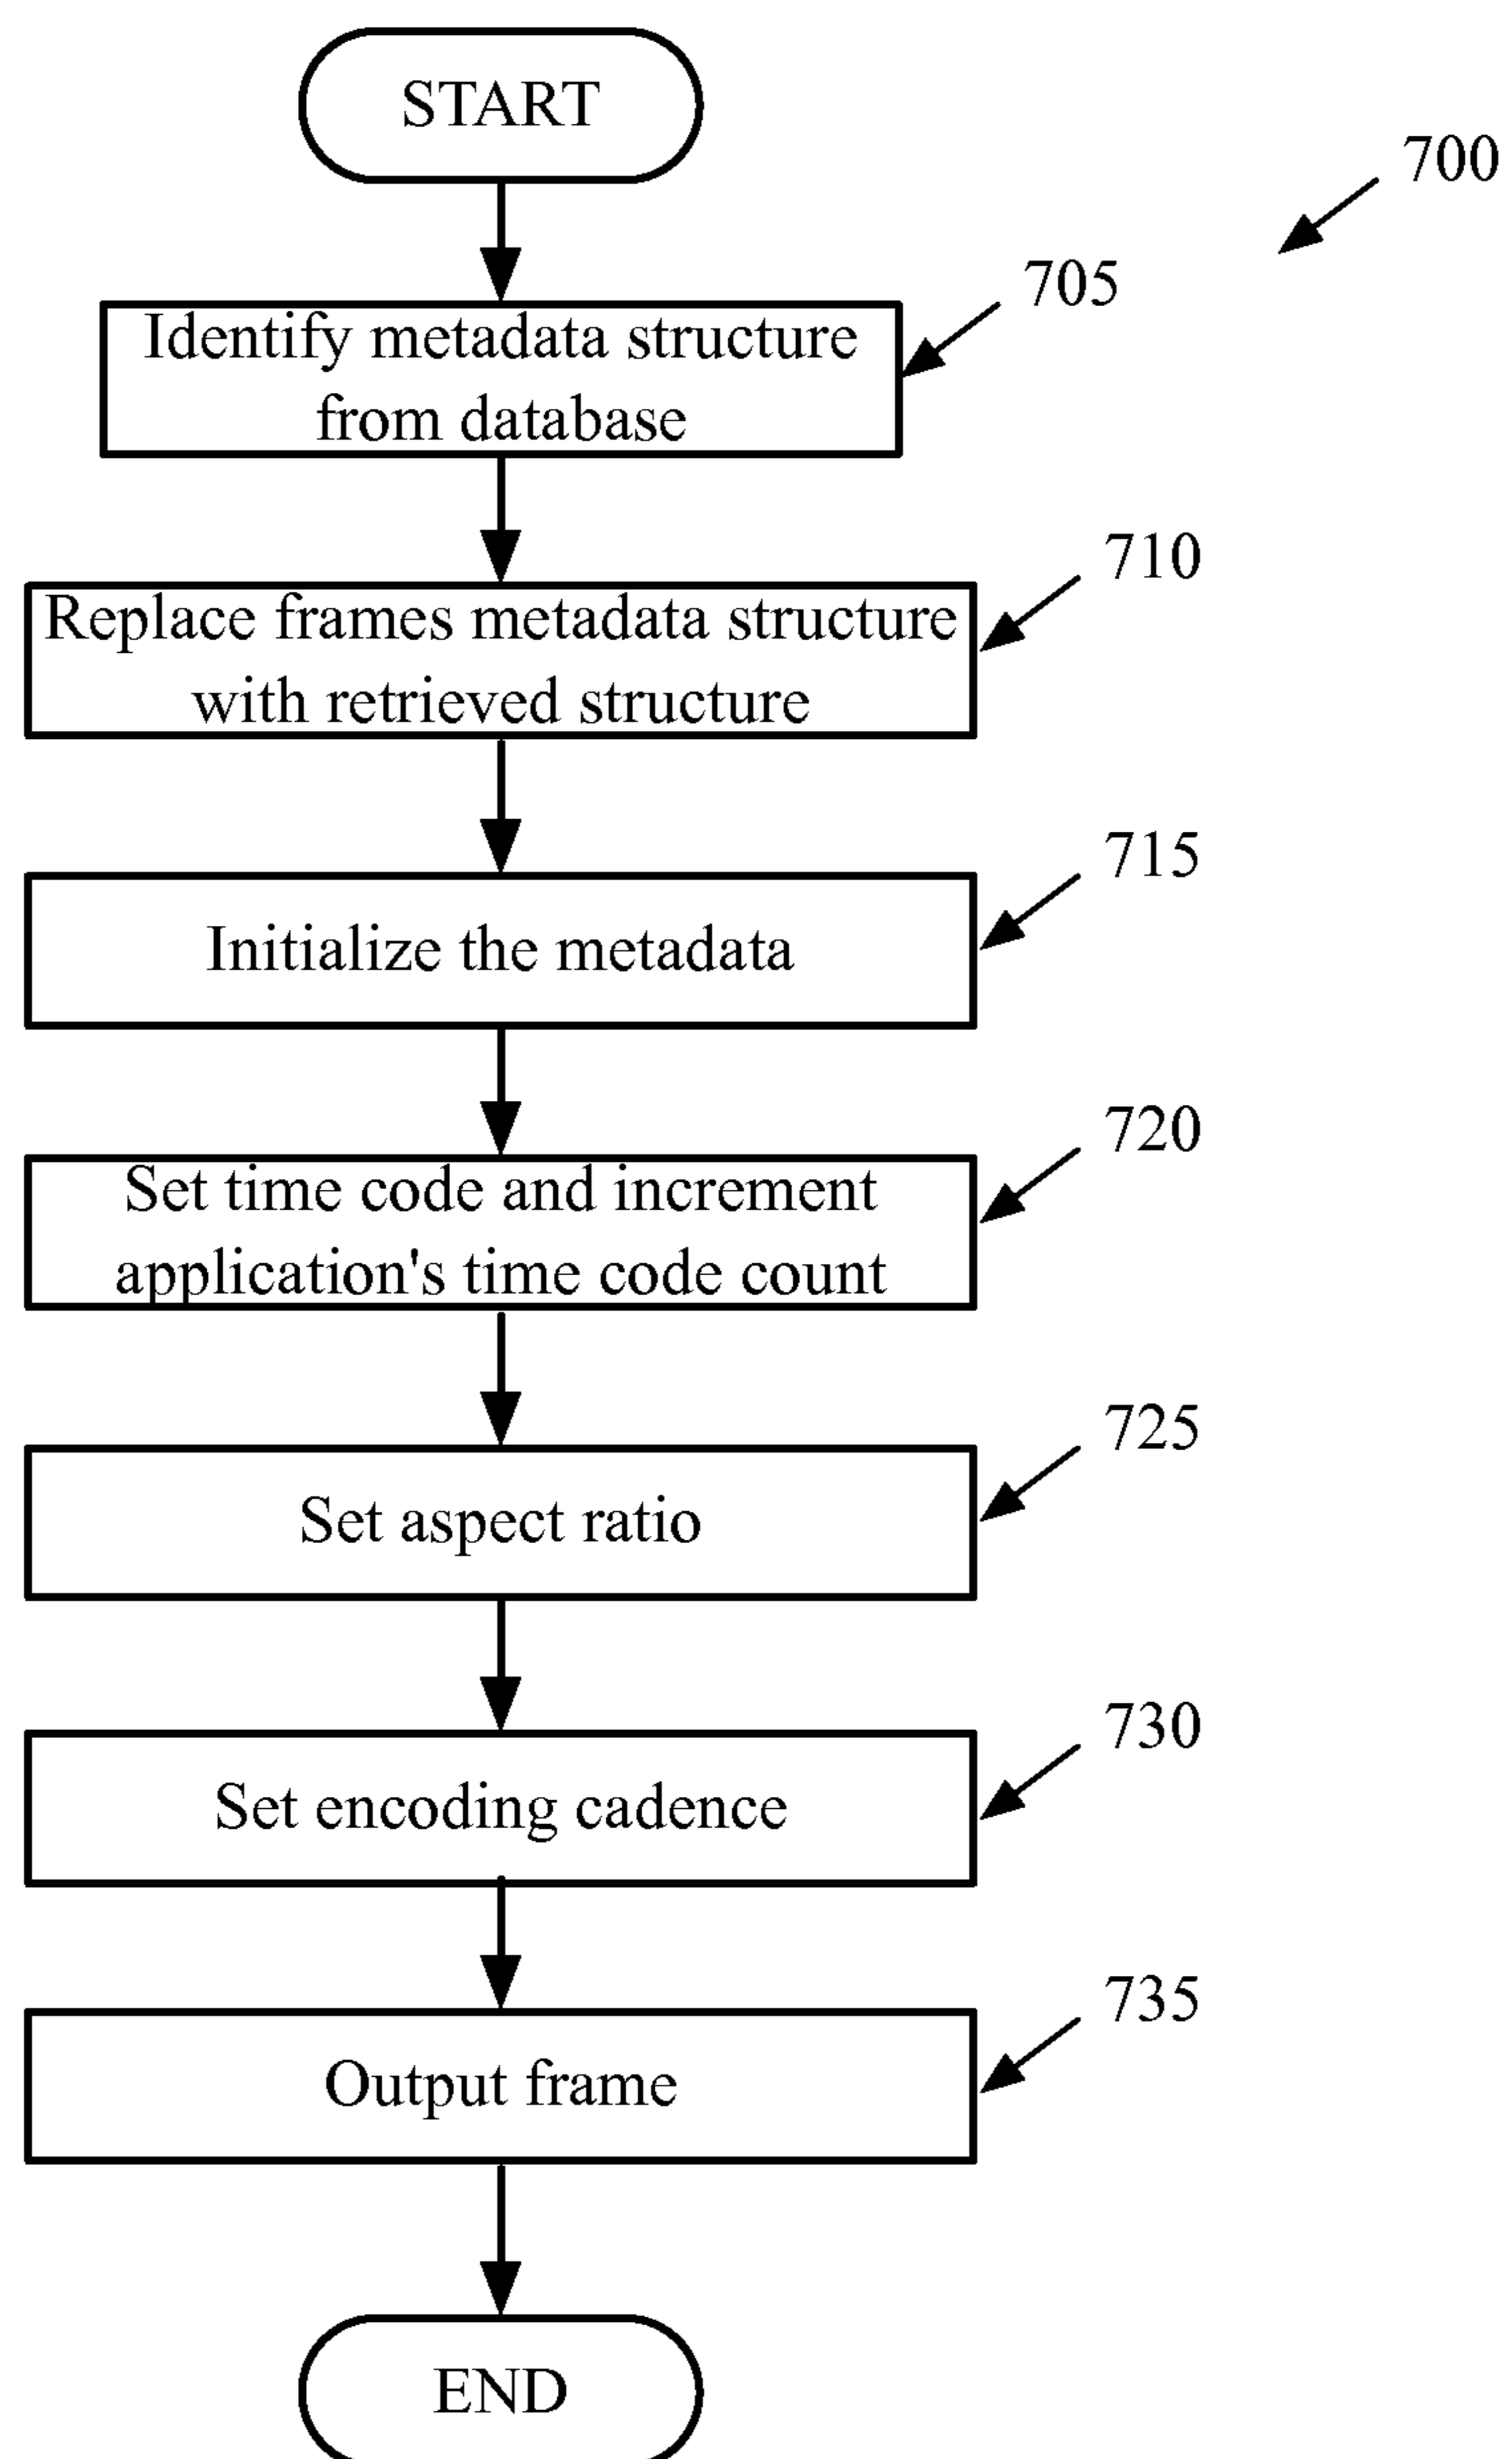 START
700
705
Identify metadata structure
from database
710
Replace frames metadata structure
with retrieved structure
715
Initialize the metadata
720
Set time code and increment
application's time code count
725
Set aspect ratio
730
Set encoding cadence
735
Output frame
END